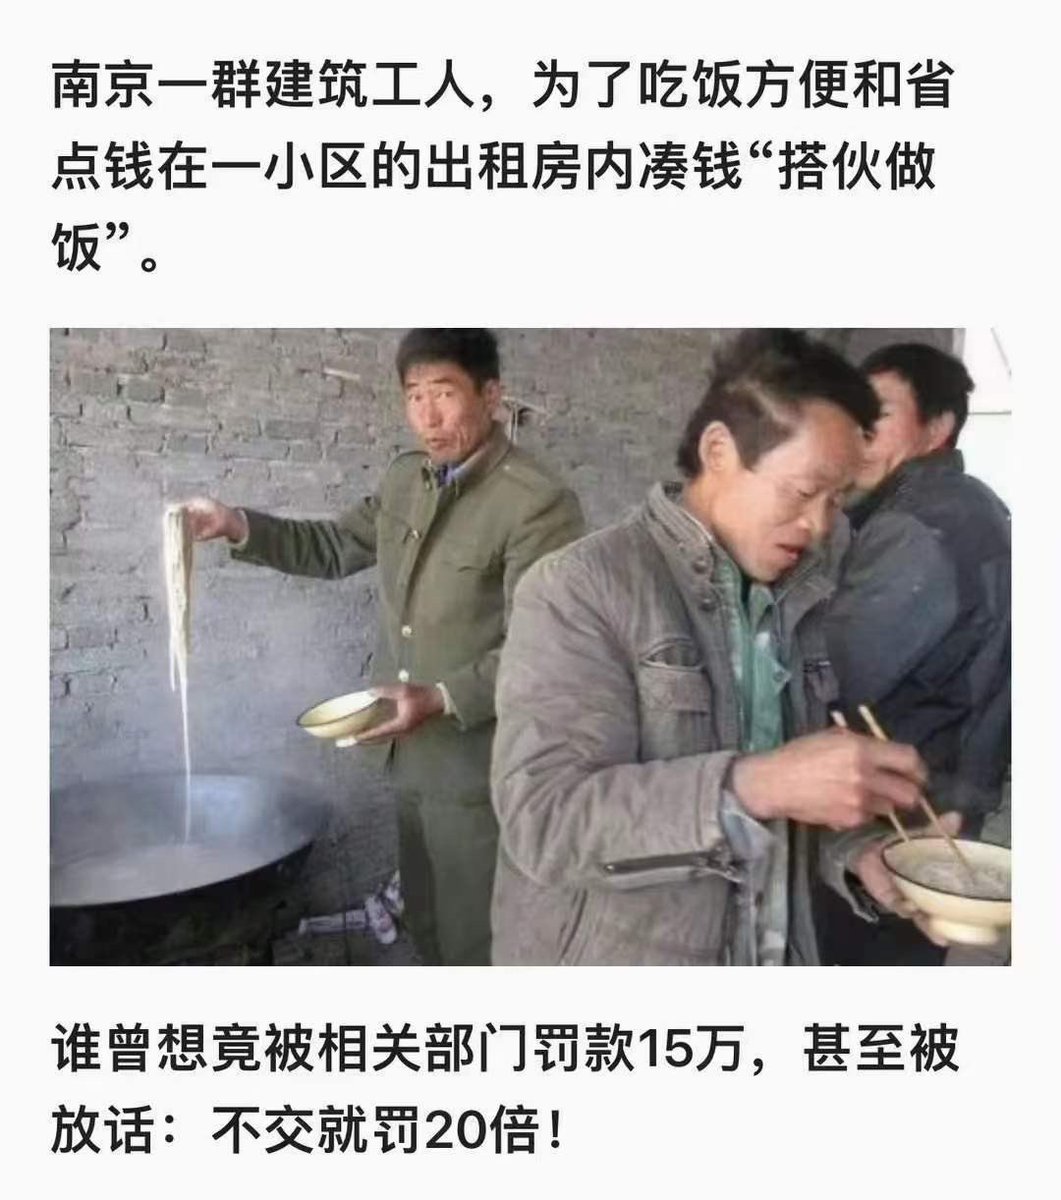 南京一群建筑工人，为了吃饭方便和省
点钱在一小区的出租房内凑钱“搭伙做
饭”。
谁曾想竟被相关部门罚款15万，甚至被
放话：不交就罚20倍！